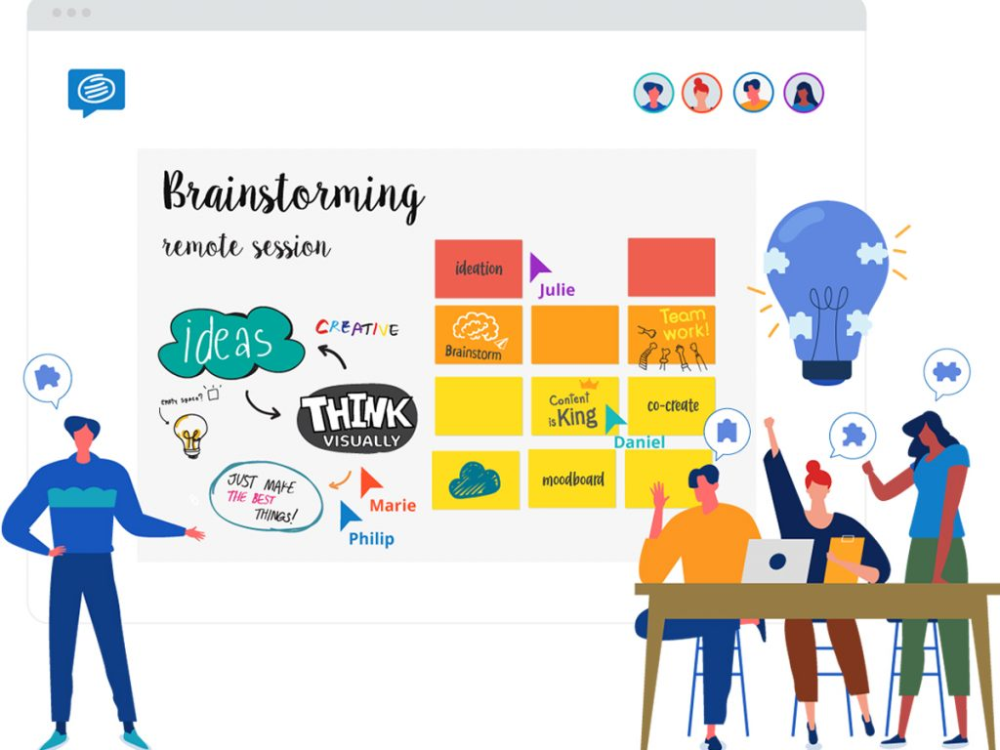 Brainstorming
remote session
ideation
Julie
ideas
CREATIVE
Brainstorm
Team
work!
empty space?
THINK
VISUALLY
Content
is King
co-create
Daniel
JUST MAKE
THE BEST
THINGS!
Marie
Philip
moodboard